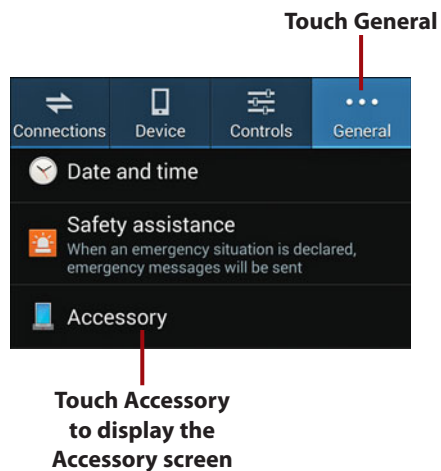 Touch General
Connections Device Controls General
Date and time
Safety assistance
When an emergency situation is declared,
emergency messages will be sent
Accessory
Touch Accessory
to display the
Accessory screen